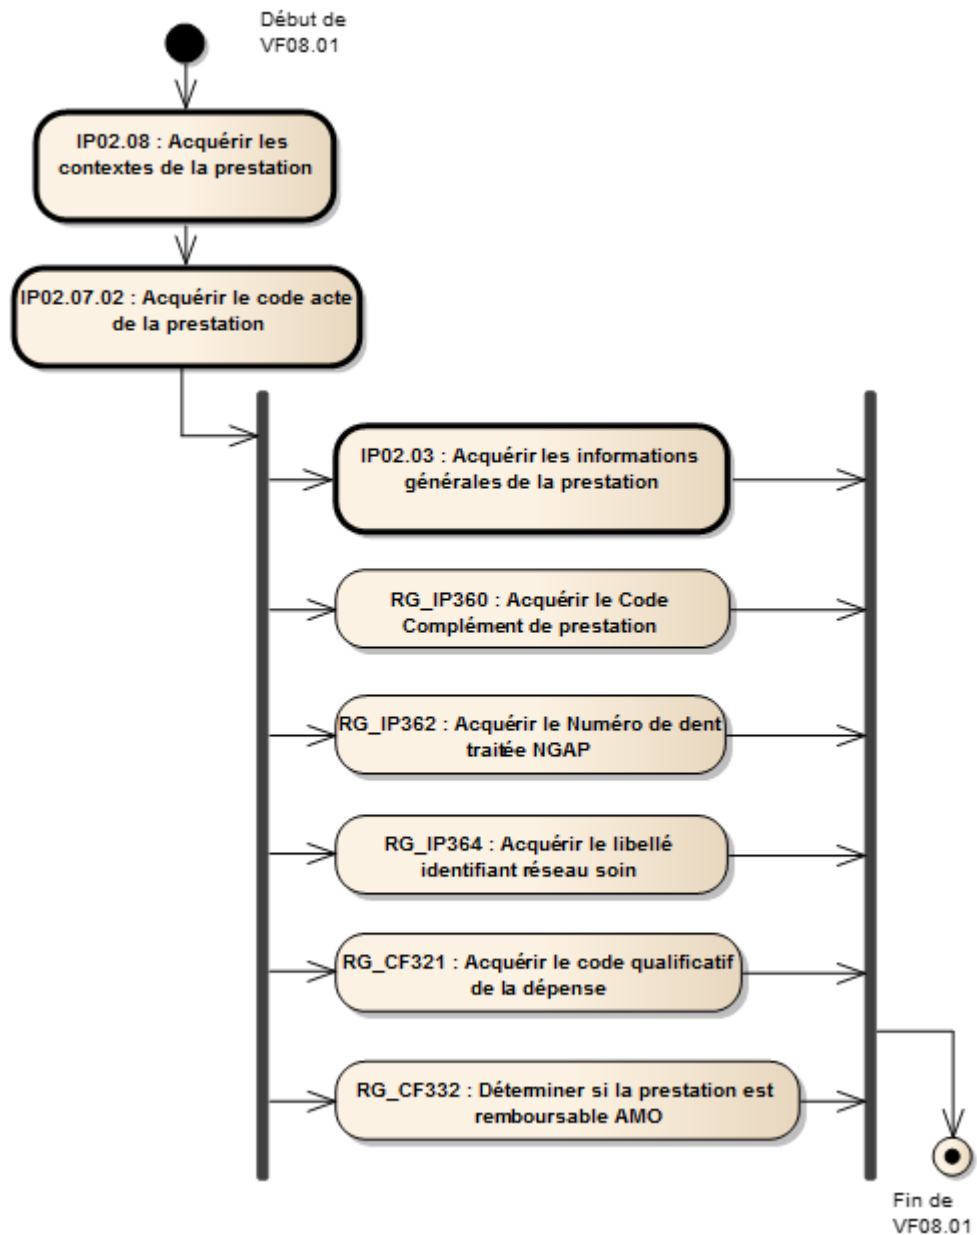 Début de
VF08.01
IP02.08 : Acquérir les
contextes de la prestation
IP02.07.02 : Acquérir le code acte
de la prestation
IP02.03 : Acquérir les informations
générales de la prestation
RG_IP360 : Acquérir le Code
Complément de prestation
RG_IP362 : Acquérir le Numéro de dent
traitée NGAP
RG_IP364 : Acquérir le libellé
identifiant réseau soin
RG_CF321 : Acquérir le code qualificatif
de la dépense
RG_CF332 : Déterminer si la prestation est
remboursable AMO
Fin de
VF08.01